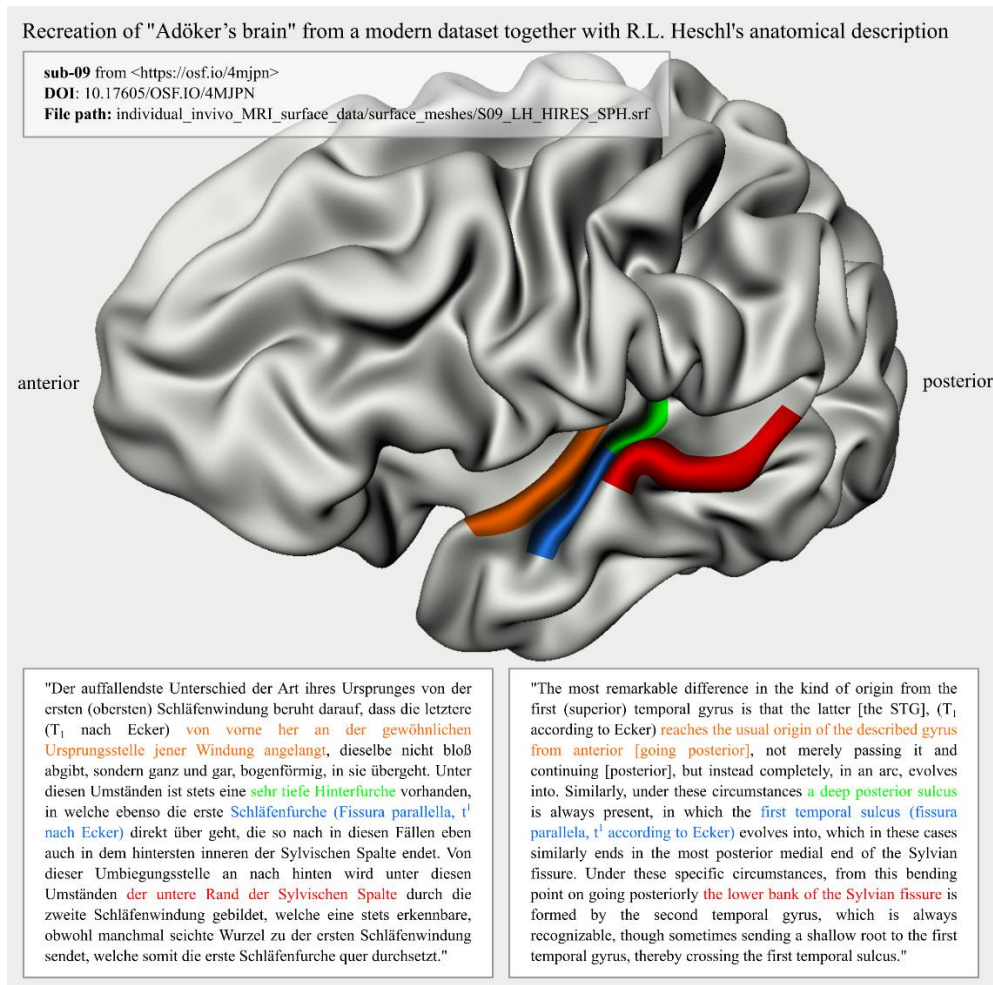 Recreation of "Adöker's brain" from a modern dataset together with R.L. Heschl's anatomical description
sub-09 from <https://osf.io/4mjpn>
DOI: 10.17605/OSF.IO/4MJPN
File path: individual_invivo_MRI_surface_data/surface_meshes/S09_LH_HIRES_SPH.srf
anterior
posterior
"Der auffallendste Unterschied der Art ihres Ursprunges von der
ersten (obersten) Schläfenwindung beruht darauf, dass die letztere
(T₁ nach Ecker) von vorne her an der gewöhnlichen
Ursprungsstelle jener Windung angelangt, dieselbe nicht bloß
abgibt, sondern ganz und gar, bogenförmig, in sie übergeht. Unter
diesen Umständen ist stets eine sehr tiefe Hinterfurche vorhanden,
in welche ebenso die erste Schläfenfurche (Fissura parallella, t¹
nach Ecker) direkt über geht, die so nach in diesen Fällen eben
auch in dem hintersten inneren der Sylvischen Spalte endet. Von
dieser Umbiegungsstelle an nach hinten wird unter diesen
Umständen der untere Rand der Sylvischen Spalte durch die
zweite Schläfenwindung gebildet, welche eine stets erkennbare,
obwohl manchmal seichte Wurzel zu der ersten Schläfenwindung
sendet, welche somit die erste Schläfenfurche quer durchsetzt."
"The most remarkable difference in the kind of origin from the
first (superior) temporal gyrus is that the latter [the STG], (T₁
according to Ecker) reaches the usual origin of the described gyrus
from anterior [going posterior], not merely passing it and
continuing [posterior], but instead completely, in an arc, evolves
into. Similarly, under these circumstances a deep posterior sulcus
is always present, in which the first temporal sulcus (fissura
parallela, t¹ according to Ecker) evolves into, which in these cases
similarly ends in the most posterior medial end of the Sylvian
fissure. Under these specific circumstances, from this bending
point on going posteriorly the lower bank of the Sylvian fissure is
formed by the second temporal gyrus, which is always
recognizable, though sometimes sending a shallow root to the first
temporal gyrus, thereby crossing the first temporal sulcus."